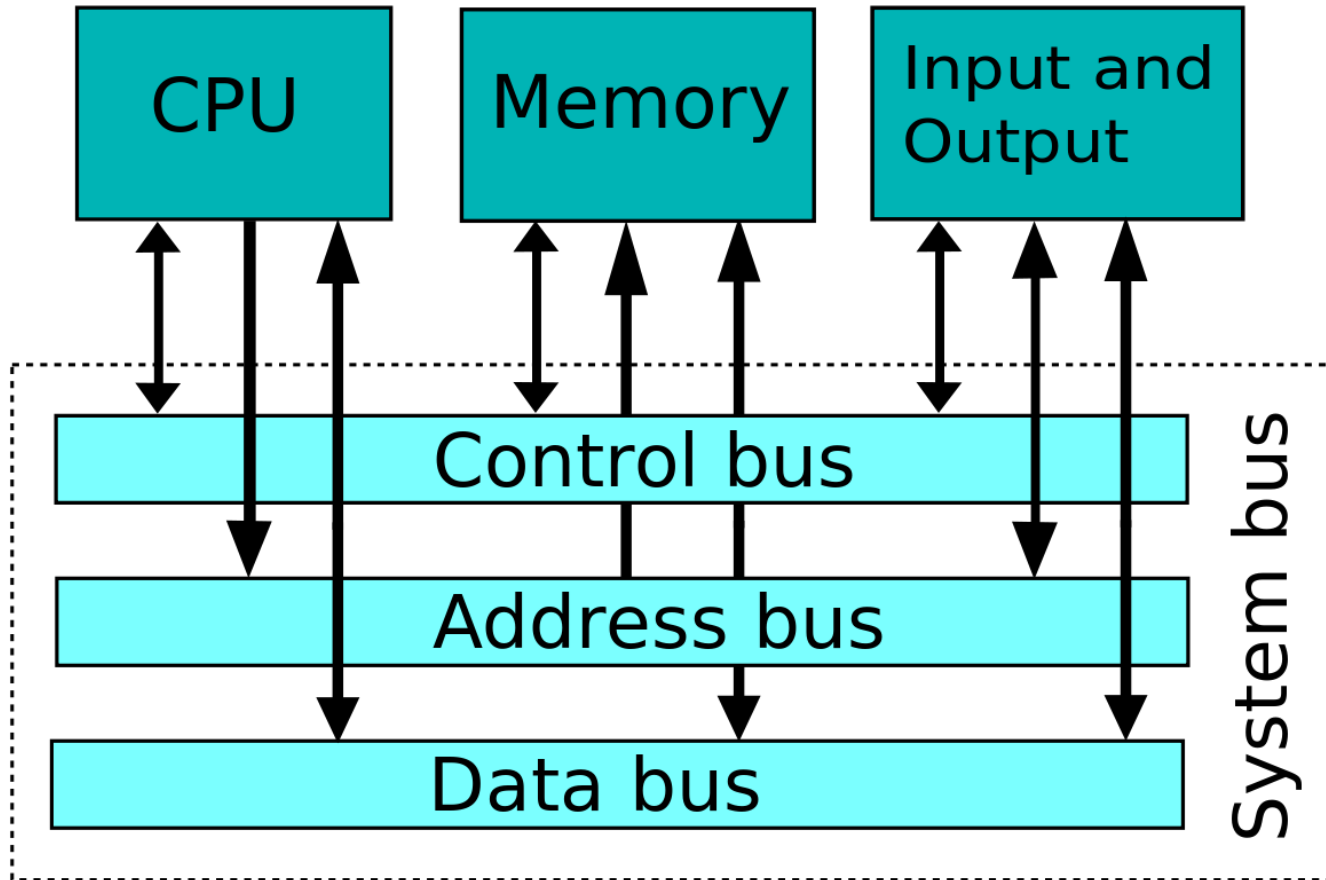 CPU
Memory
Input and
Output
Control bus
Address bus
Data bus
System bus